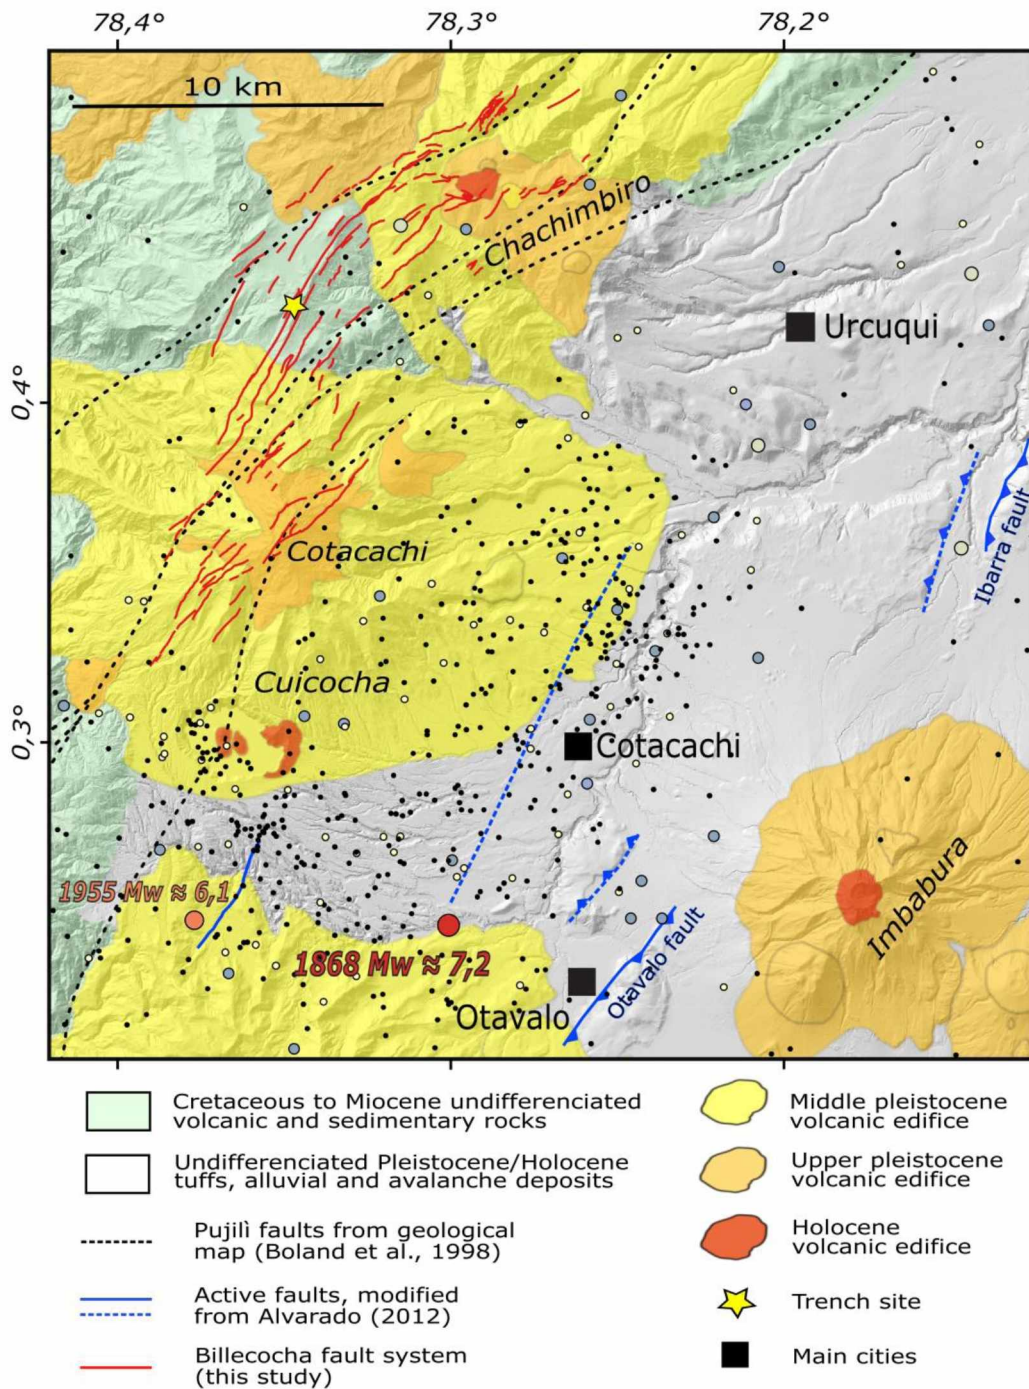 78,4°
78,3°
78,2°
10 km
Chachimbiro
Urcuqui
0,4°
Ibarra fault
Cotacachi
Cuicocha
0,3°
Cotacachi
1955 Mw ≈ 6,1
Imbabura
1868 Mw ≈ 7,2
Otavalo fault
Otavalo
Cretaceous to Miocene undifferenciated
volcanic and sedimentary rocks
Undifferenciated Pleistocene/Holocene
tuffs, alluvial and avalanche deposits
Pujilì faults from geological
map (Boland et al., 1998)
Active faults, modified
from Alvarado (2012)
Billecocha fault system
(this study)
Middle pleistocene
volcanic edifice
Upper pleistocene
volcanic edifice
Holocene
volcanic edifice
Trench site
Main cities